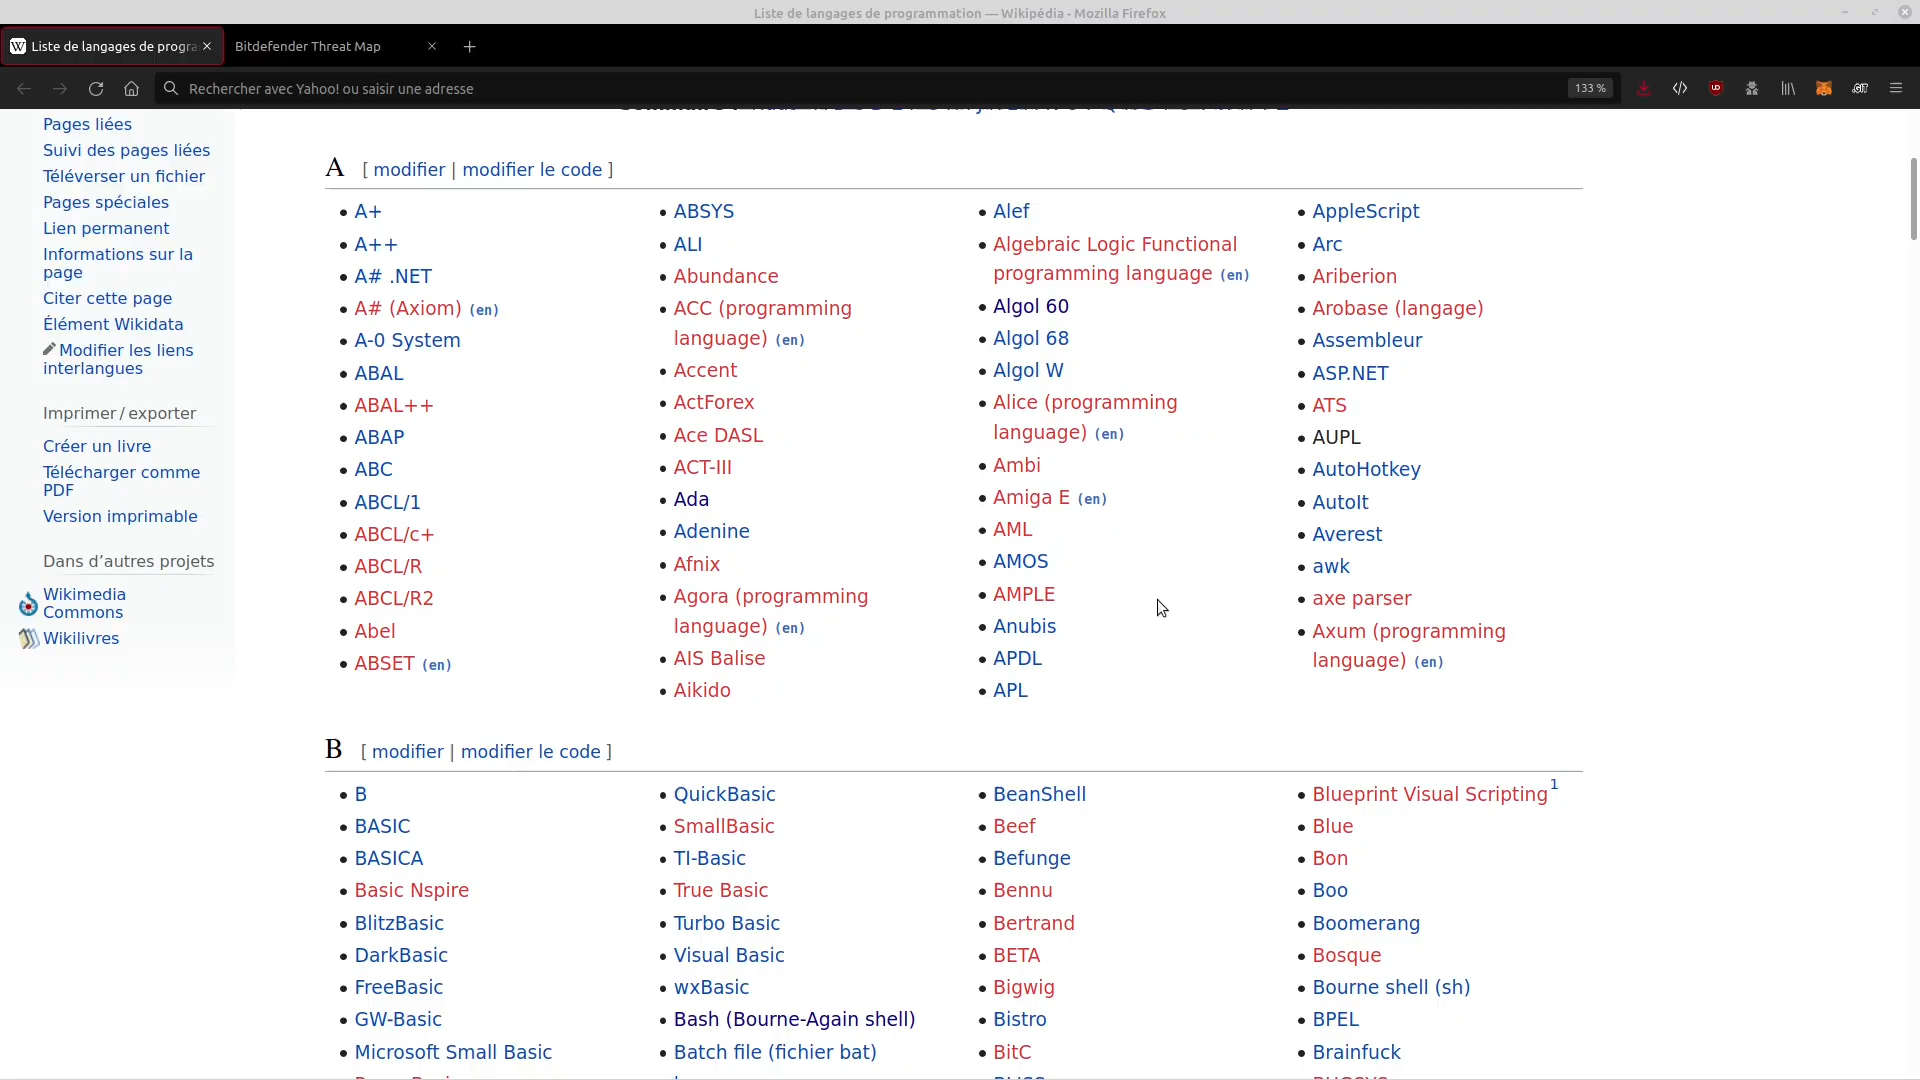 Liste de langages de programmation — Wikipédia - Mozilla Firefox
Liste de langages de progra
Bitdefender Threat Map
Rechercher avec Yahoo! ou saisir une adresse
133 %
Pages liées
Suivi des pages liées
Téléverser un fichier
Pages spéciales
Lien permanent
Informations sur la
page
Citer cette page
Élément Wikidata
Modifier les liens
interlangues
Imprimer / exporter
Créer un livre
Télécharger comme
PDF
Version imprimable
Dans d’autres projets
Wikimedia
Commons
Wikilivres
A [ modifier | modifier le code ]
A+
A++
A# .NET
A# (Axiom) (en)
A-0 System
ABAL
ABAL++
ABAP
ABC
ABCL/1
ABCL/c+
ABCL/R
ABCL/R2
Abel
ABSET (en)
ABSYS
ALI
Abundance
ACC (programming
language) (en)
Accent
ActForex
Ace DASL
ACT-III
Ada
Adenine
Afnix
Agora (programming
language) (en)
AIS Balise
Aikido
Alef
Algebraic Logic Functional
programming language (en)
Algol 60
Algol 68
Algol W
Alice (programming
language) (en)
Ambi
Amiga E (en)
AML
AMOS
AMPLE
Anubis
APDL
APL
AppleScript
Arc
Ariberion
Arobase (langage)
Assembleur
ASP.NET
ATS
AUPL
AutoHotkey
AutoIt
Averest
awk
axe parser
Axum (programming
language) (en)
B [ modifier | modifier le code ]
B
BASIC
BASICA
Basic Nspire
BlitzBasic
DarkBasic
FreeBasic
GW-Basic
Microsoft Small Basic
QuickBasic
SmallBasic
TI-Basic
True Basic
Turbo Basic
Visual Basic
wxBasic
Bash (Bourne-Again shell)
Batch file (fichier bat)
BeanShell
Beef
Befunge
Bennu
Bertrand
BETA
Bigwig
Bistro
BitC
Blueprint Visual Scripting 1
Blue
Bon
Boo
Boomerang
Bosque
Bourne shell (sh)
BPEL
Brainfuck